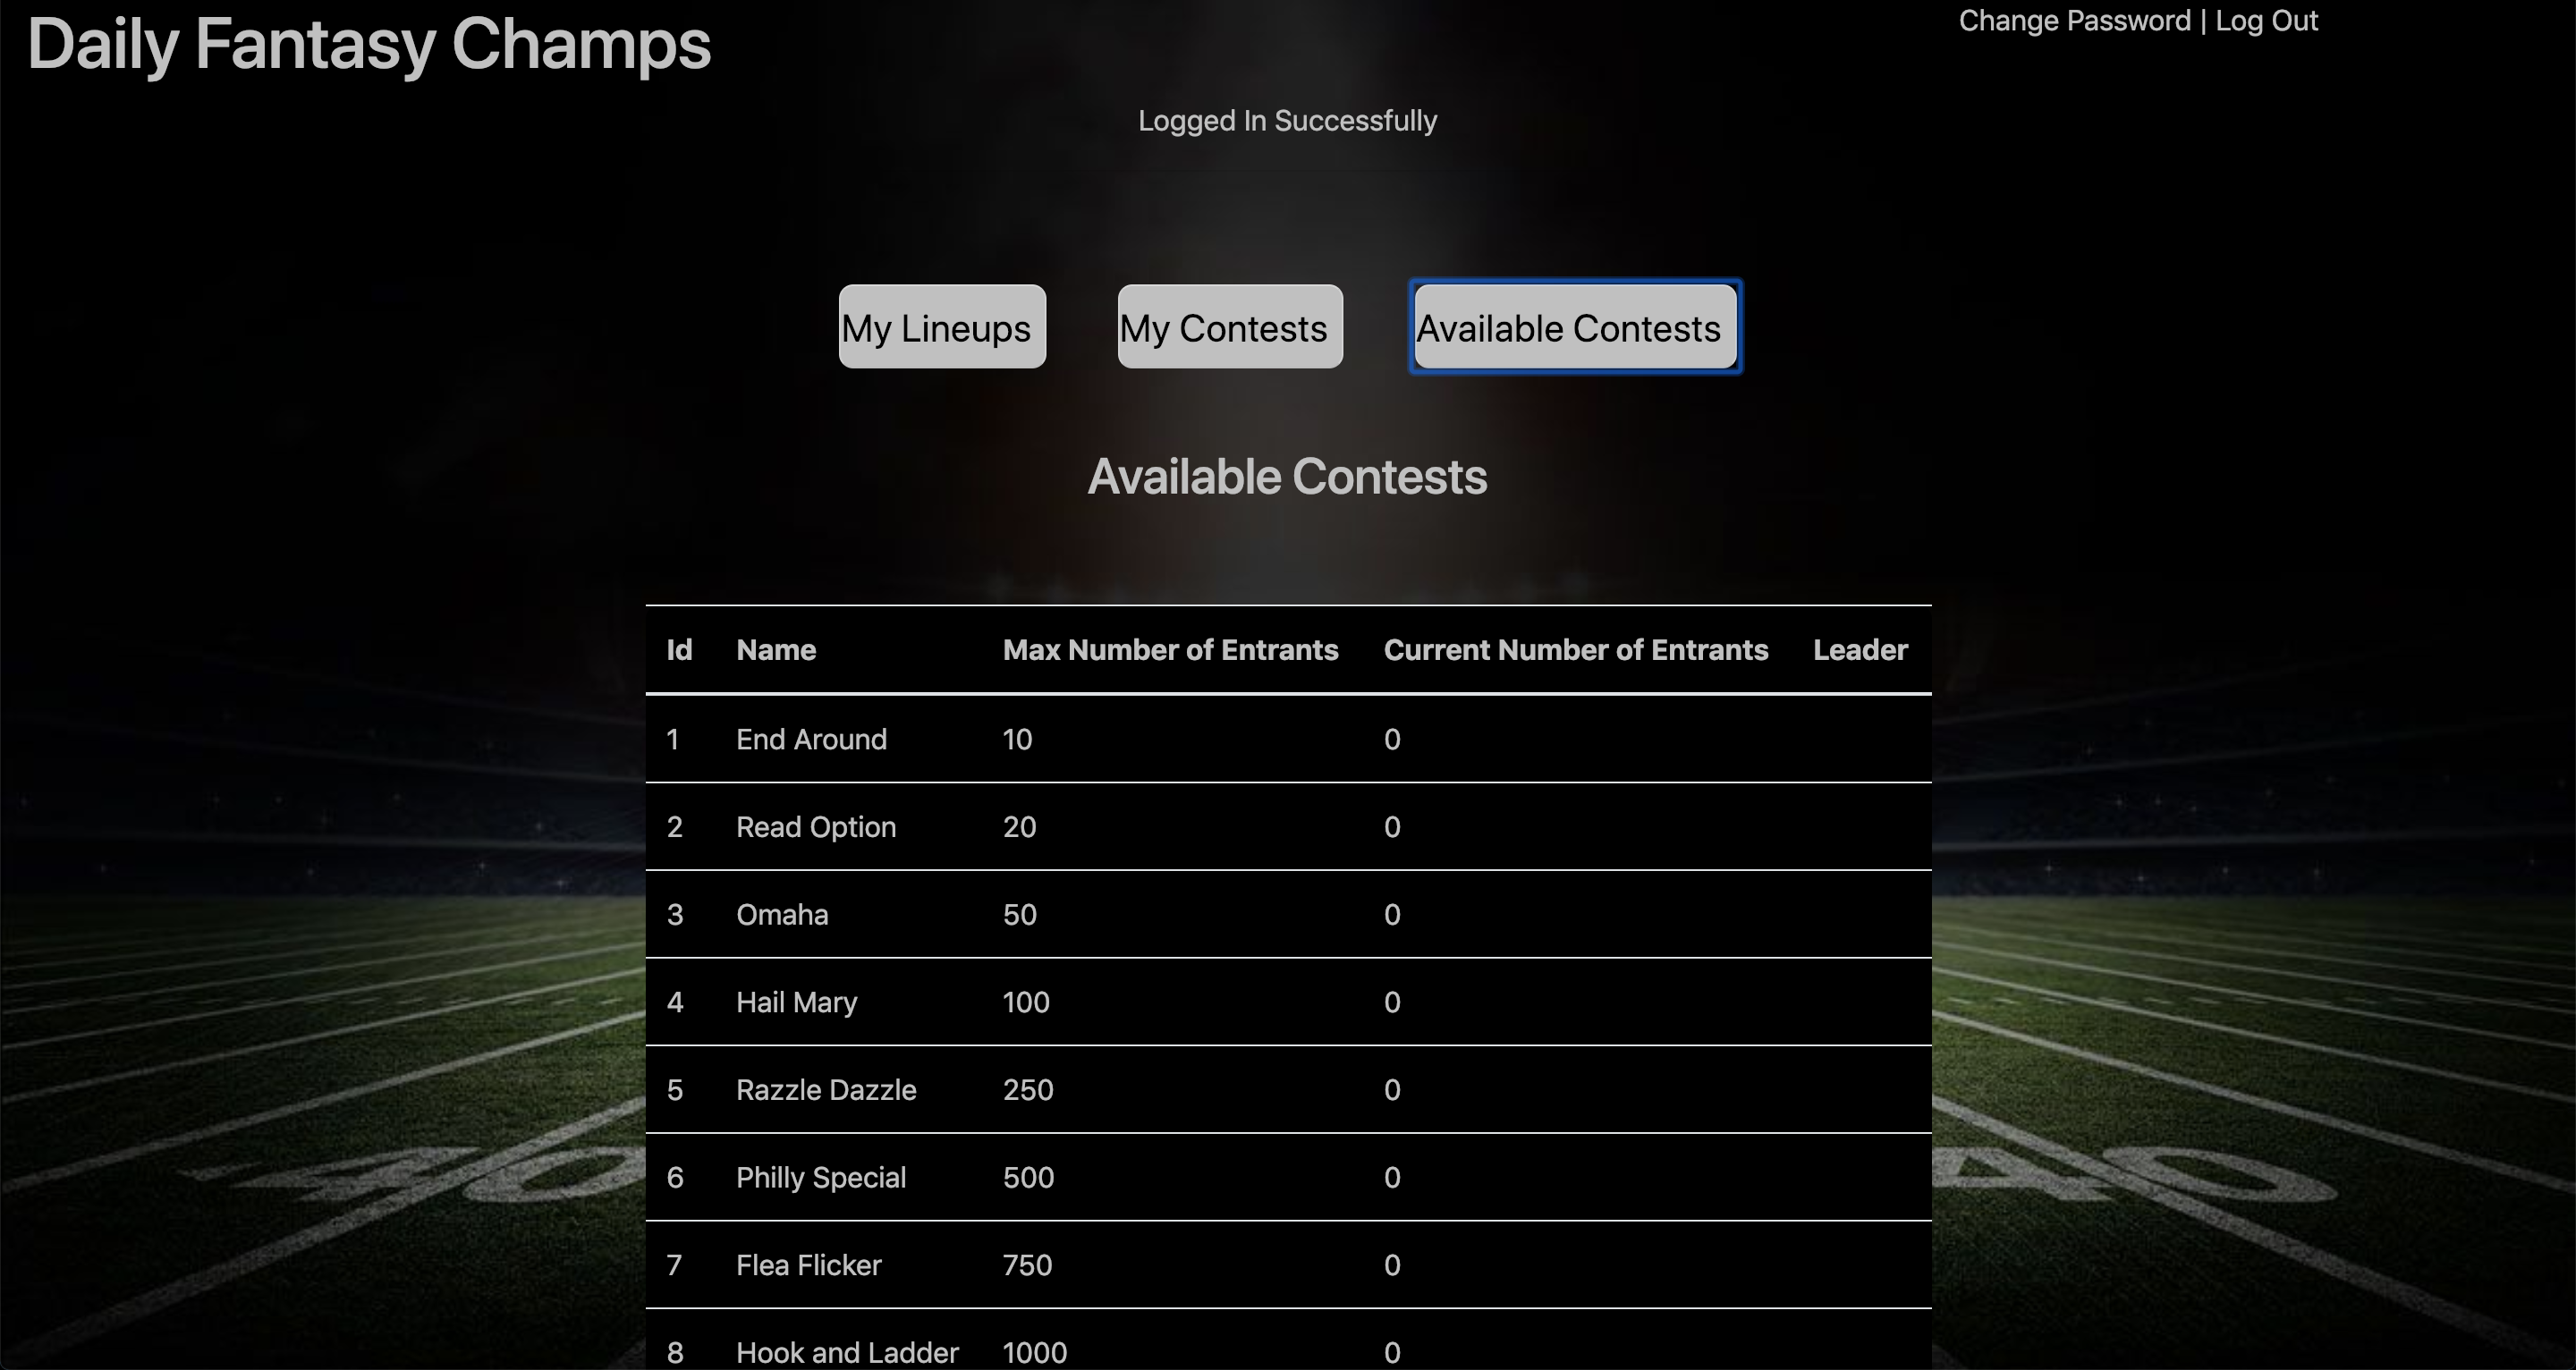 Daily Fantasy Champs
Change Password | Log Out
Logged In Successfully
My Lineups My Contests Available Contests
Available Contests
Id Name Max Number of Entrants Current Number of Entrants Leader
1 End Around 10 0
2 Read Option 20 0
3 Omaha 50 0
4 Hail Mary 100 0
5 Razzle Dazzle 250 0
6 Philly Special 500 0
7 Flea Flicker 750 0
8 Hook and Ladder 1000 0
40 40